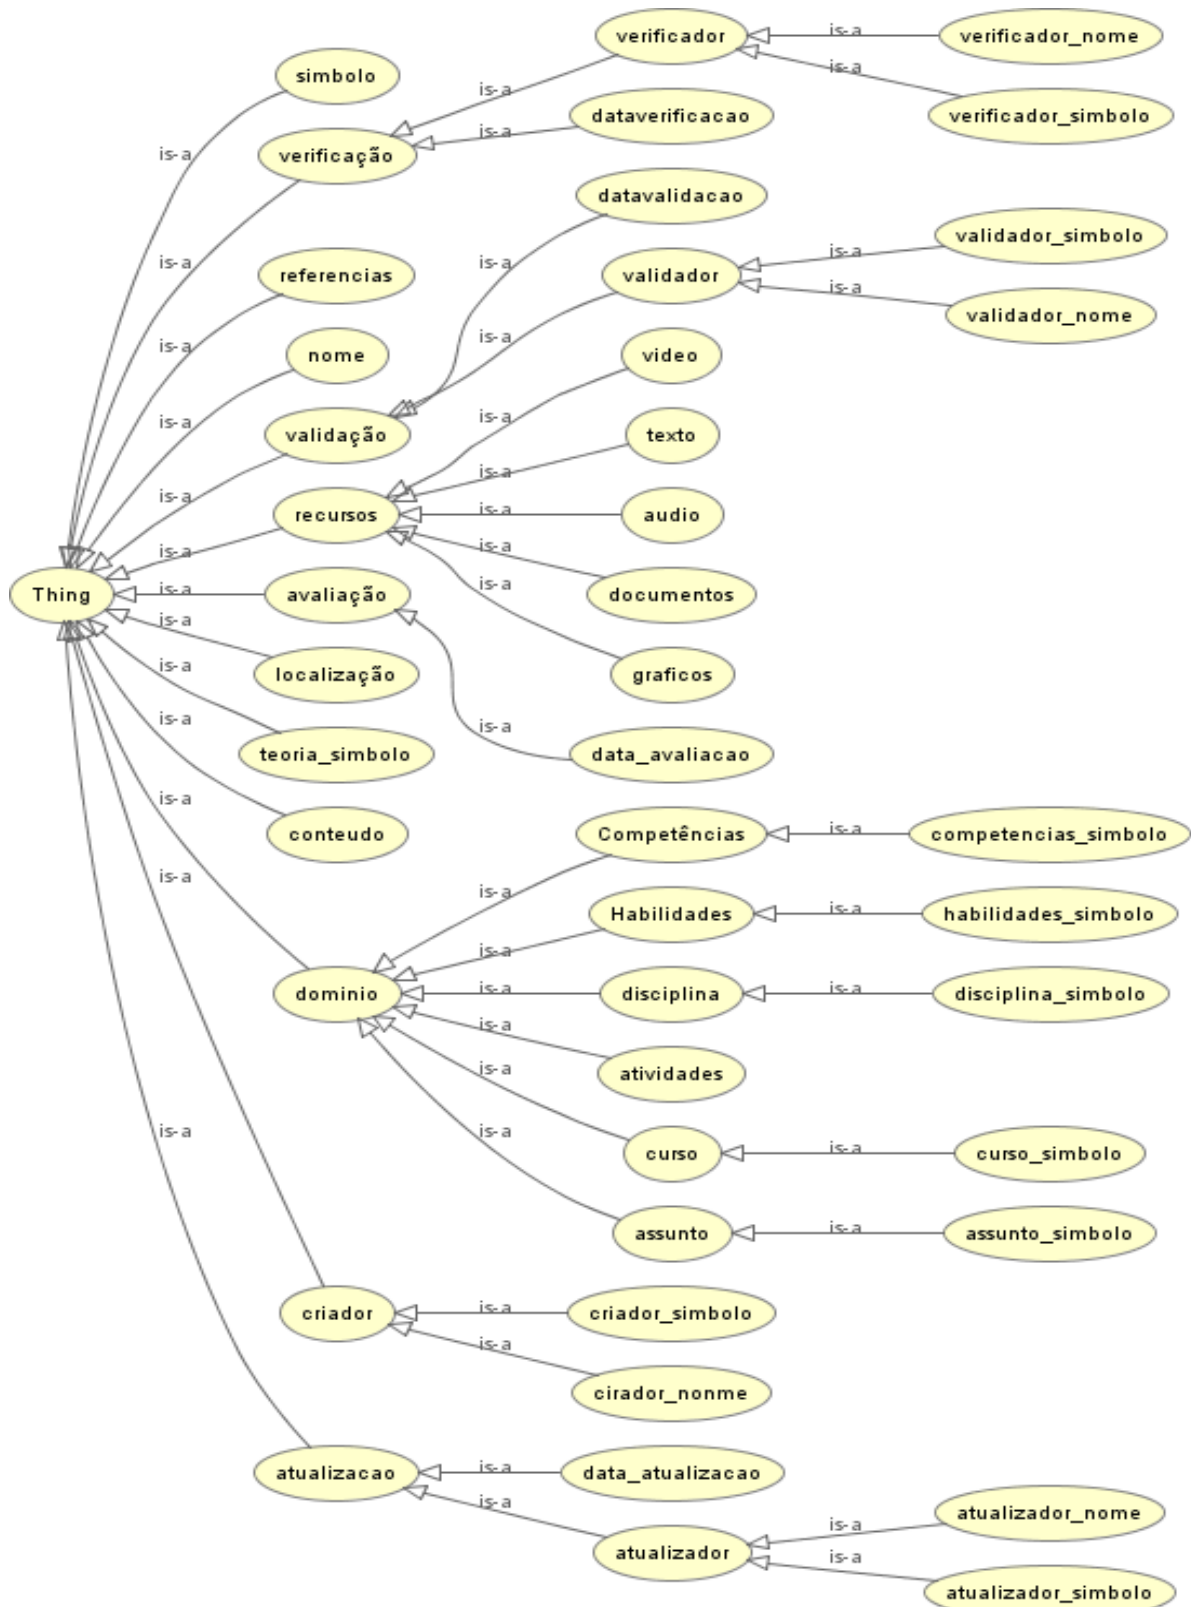 verificador
is-a
verificador_nome
simbolo
is-a
is-a
verificador_simbolo
dataverificacao
is-a
verificação
is-a
datavalidacao
validador_simbolo
is-a
is-a
is-a
referencias
validador
is-a
validador_nome
is-a
is-a
nome
video
is-a
is-a
validação
texto
is-a
is-a
recursos
is-a
audio
is-a
is-a
Thing
is-a
avaliação
documentos
is-a
localização
graficos
is-a
is-a
teoria_simbolo
data_avaliacao
is-a
conteudo
Competências
is-a
competencias_simbolo
is-a
is-a
Habilidades
is-a
habilidades_simbolo
is-a
dominio
is-a
disciplina
is-a
disciplina_simbolo
is-a
atividades
is-a
is-a
is-a
curso
is-a
curso_simbolo
assunto
is-a
assunto_simbolo
criador
is-a
criador_simbolo
is-a
cirador_nonme
atualizacao
is-a
data_atualizacao
is-a
atualizador_nome
is-a
atualizador
is-a
atualizador_simbolo